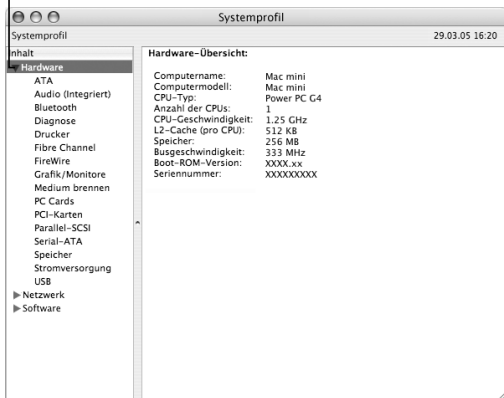 Systemprofil
Systemprofil 29.03.05 16:20
Inhalt
Hardware
ATA
Audio (Integriert)
Bluetooth
Diagnose
Drucker
Fibre Channel
FireWire
Grafik/Monitore
Medium brennen
PC Cards
PCI-Karten
Parallel-SCSI
Serial-ATA
Speicher
Stromversorgung
USB
Netzwerk
Software
Hardware-Übersicht:
Computername: Mac mini
Computermodell: Mac mini
CPU-Typ: Power PC G4
Anzahl der CPUs: 1
CPU-Geschwindigkeit: 1.25 GHz
L2-Cache (pro CPU): 512 KB
Speicher: 256 MB
Busgeschwindigkeit: 333 MHz
Boot-ROM-Version: XXXX.xx
Seriennummer: XXXXXXXXX